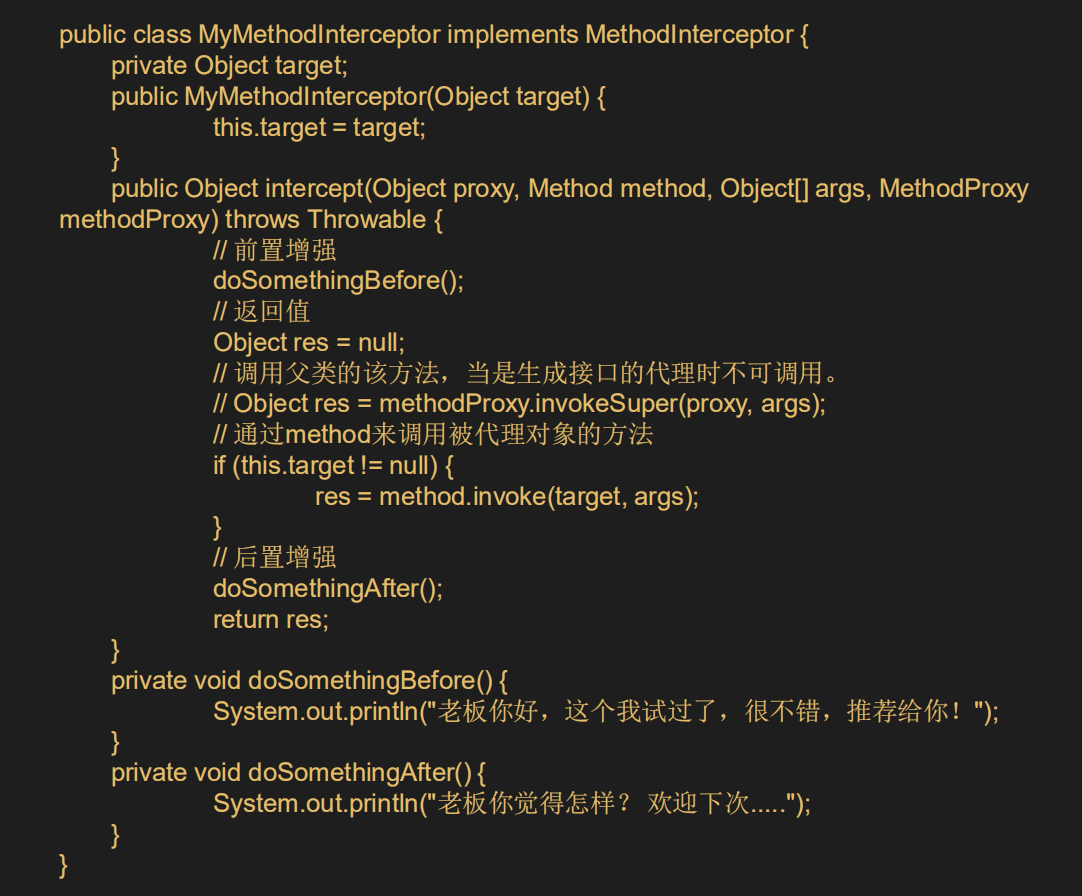 public class MyMethodInterceptor implements MethodInterceptor {
private Object target;
public MyMethodInterceptor(Object target) {
this.target = target;
}
public Object intercept(Object proxy, Method method, Object[] args, MethodProxy
methodProxy) throws Throwable {
// 前置增强
doSomethingBefore();
// 返回值
Object res = null;
// 调用父类的该方法，当是生成接口的代理时不可调用。
// Object res = methodProxy.invokeSuper(proxy, args);
// 通过method来调用被代理对象的方法
if (this.target != null) {
res = method.invoke(target, args);
}
// 后置增强
doSomethingAfter();
return res;
}
private void doSomethingBefore() {
System.out.println("老板你好，这个我试过了，很不错，推荐给你！");
}
private void doSomethingAfter() {
System.out.println("老板你觉得怎样？ 欢迎下次.....");
}
}